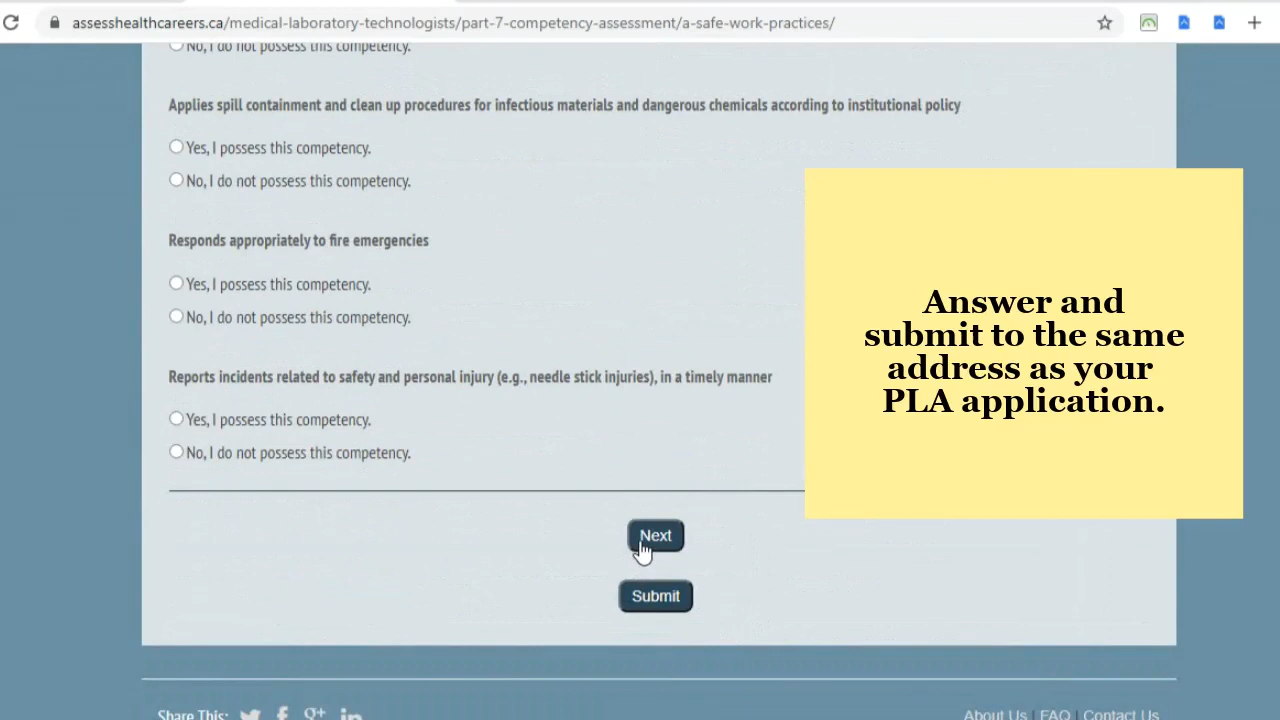 assesshealthcareers.ca/medical-laboratory-technologists/part-7-competency-assessment/a-safe-work-practices/
No, I do not possess this competency.
Applies spill containment and clean up procedures for infectious materials and dangerous chemicals according to institutional policy
Yes, I possess this competency.
No, I do not possess this competency.
Responds appropriately to fire emergencies
Yes, I possess this competency.
No, I do not possess this competency.
Reports incidents related to safety and personal injury (e.g., needle stick injuries), in a timely manner
Yes, I possess this competency.
No, I do not possess this competency.
Answer and
submit to the same
address as your
PLA application.
Next
Submit
Share This:
About Us | FAQ | Contact Us